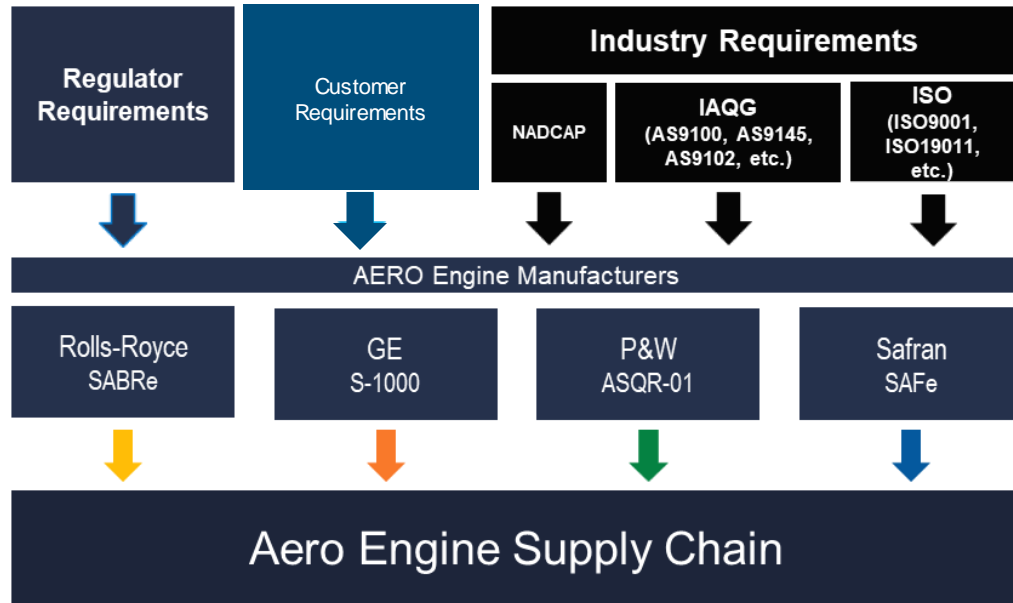 Regulator
Requirements
Customer
Requirements
Industry Requirements
NADCAP
IAQG
(AS9100, AS9145,
AS9102, etc.)
ISO
(ISO9001,
ISO19011,
etc.)
AERO Engine Manufacturers
Rolls-Royce
SABRe
GE
S-1000
P&W
ASQR-01
Safran
SAFe
Aero Engine Supply Chain